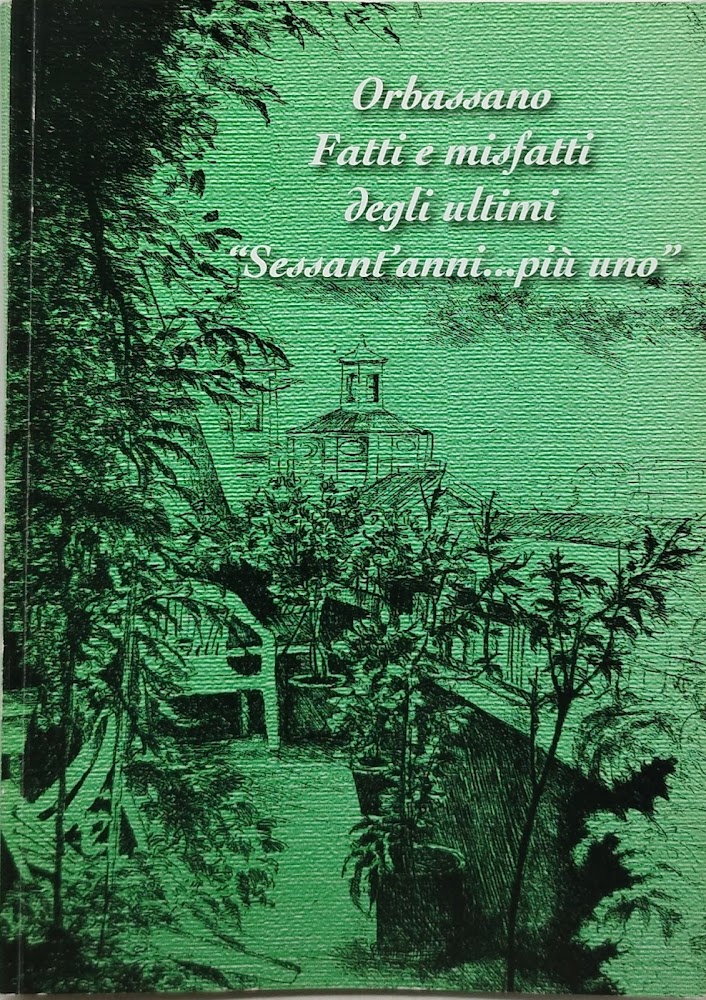 Orbassano
Fatti e misfatti
degli ultimi
“Sessant’anni...più uno”